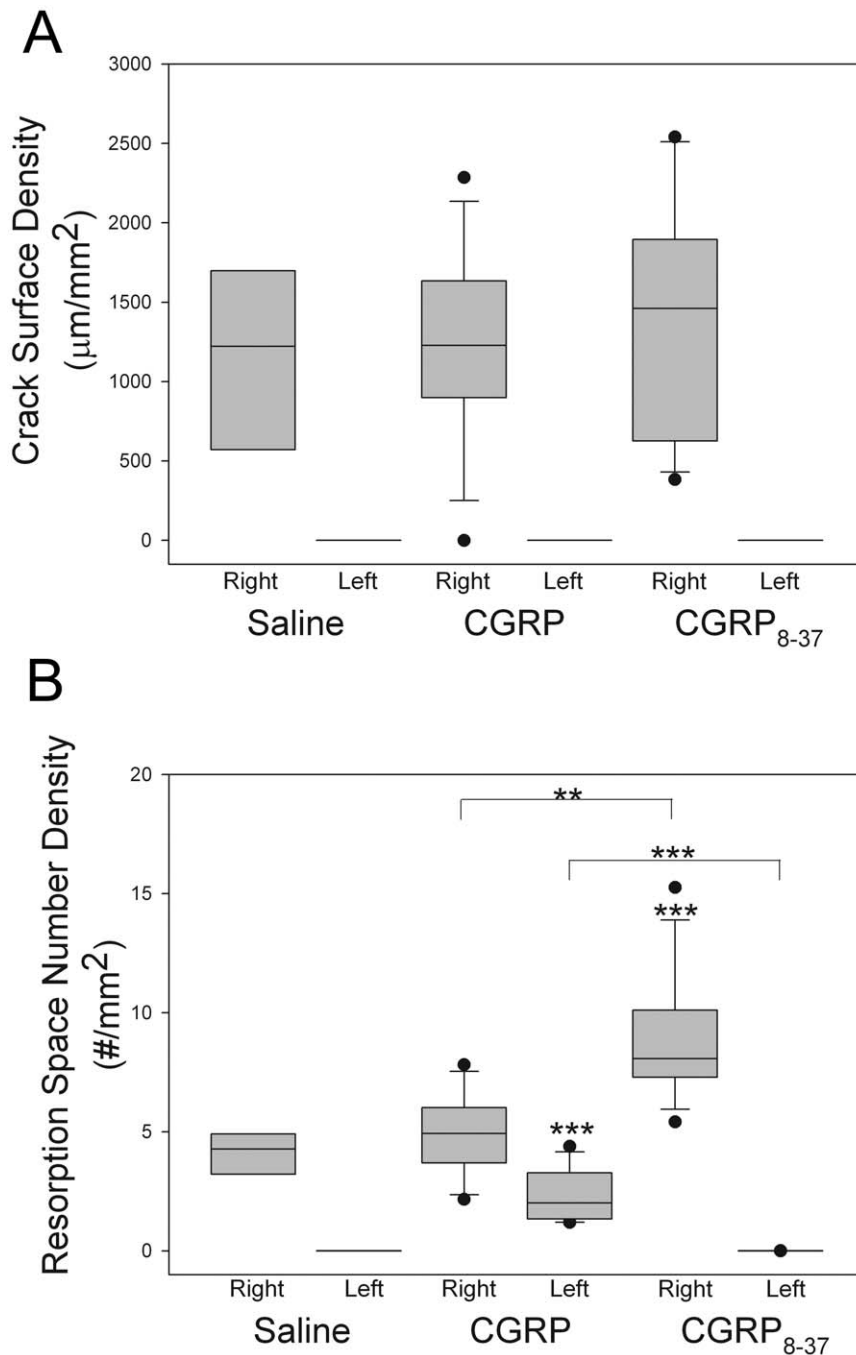 A
Crack Surface Density
(μm/mm²)
3000
2500
2000
1500
1000
500
0
Right Left Right Left Right Left
Saline CGRP CGRP₈₋₃₇
B
Resorption Space Number Density
(#/mm²)
20
15
10
5
0
**
***
***
***
Right Left Right Left Right Left
Saline CGRP CGRP₈₋₃₇